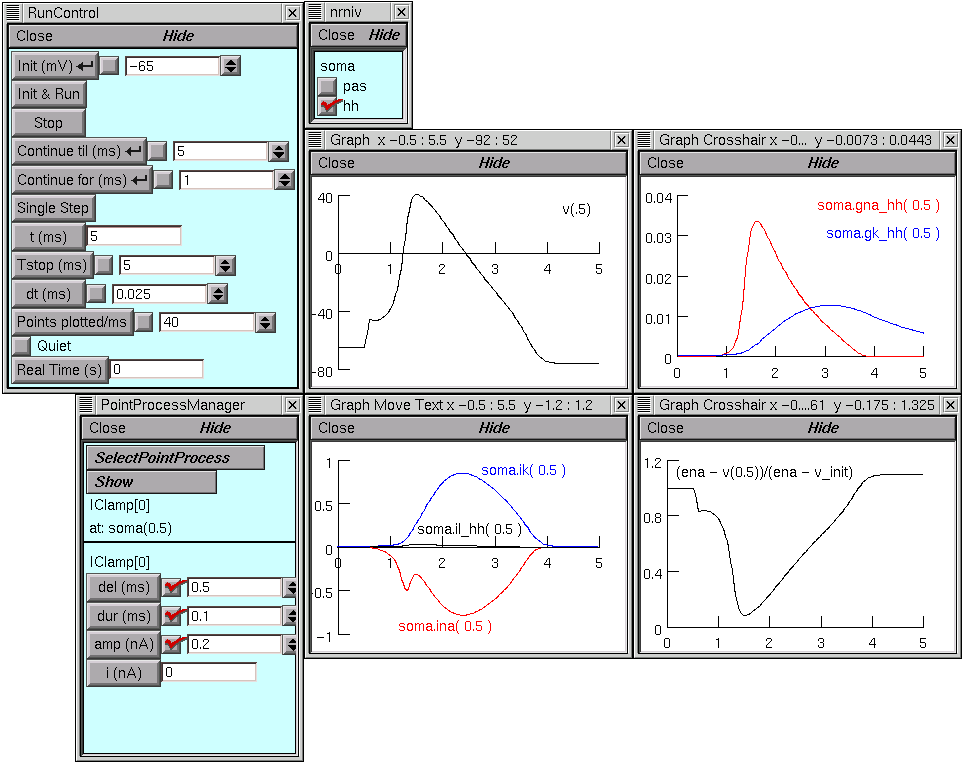 RunControl
Close Hide
Init (mV) −65
Init & Run
Stop
Continue til (ms) 5
Continue for (ms) 1
Single Step
t (ms) 5
Tstop (ms) 5
dt (ms) 0.025
Points plotted/ms 40
Quiet
Real Time (s) 0
nrniv
Close Hide
soma
pas
hh
Graph x −0.5 : 5.5 y −92 : 52
Close Hide
v(.5)
40
0
−40
−80
0 1 2 3 4 5
Graph Crosshair x −0... y −0.0073 : 0.0443
Close Hide
soma.gna_hh( 0.5 )
soma.gk_hh( 0.5 )
0.04
0.03
0.02
0.01
0
0 1 2 3 4 5
PointProcessManager
Close Hide
SelectPointProcess
Show
IClamp[0]
at: soma(0.5)
IClamp[0]
del (ms) 0.5
dur (ms) 0.1
amp (nA) 0.2
i (nA) 0
Graph Move Text x −0.5 : 5.5 y −1.2 : 1.2
Close Hide
soma.ik( 0.5 )
soma.il_hh( 0.5 )
soma.ina( 0.5 )
1
0.5
0
−0.5
−1
0 1 2 3 4 5
Graph Crosshair x −0....61 y −0.175 : 1.325
Close Hide
(ena − v(0.5))/(ena − v_init)
1.2
0.8
0.4
0
0 1 2 3 4 5